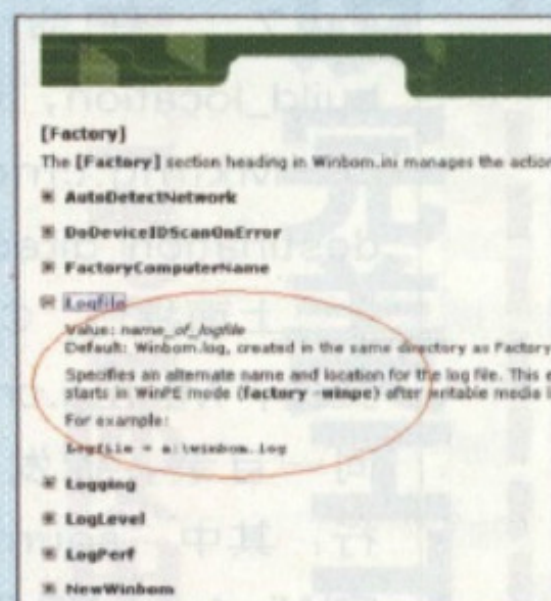 [Factory]
The [Factory] section heading in Winbom.ini manages the action
AutoDetectNetwork
DoDeviceIDScanOnError
FactoryComputerName
Logfile
Value: name_of_logfile
Default: Winbom.log, created in the same directory as Factory
Specifies an alternate name and location for the log file. This e
starts in WinPE mode (factory -winpe) after writable media i
For example:
Logfile = a:\winbom.log
Logging
LogLevel
LogPerf
NewWinbom